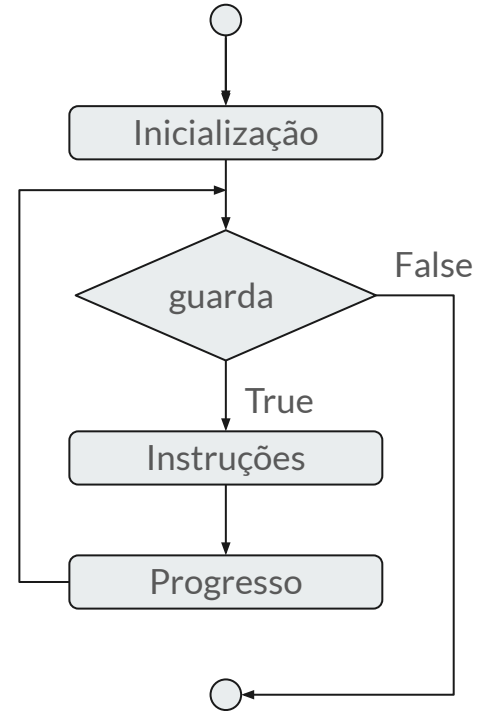 Inicialização
guarda
False
True
Instruções
Progresso